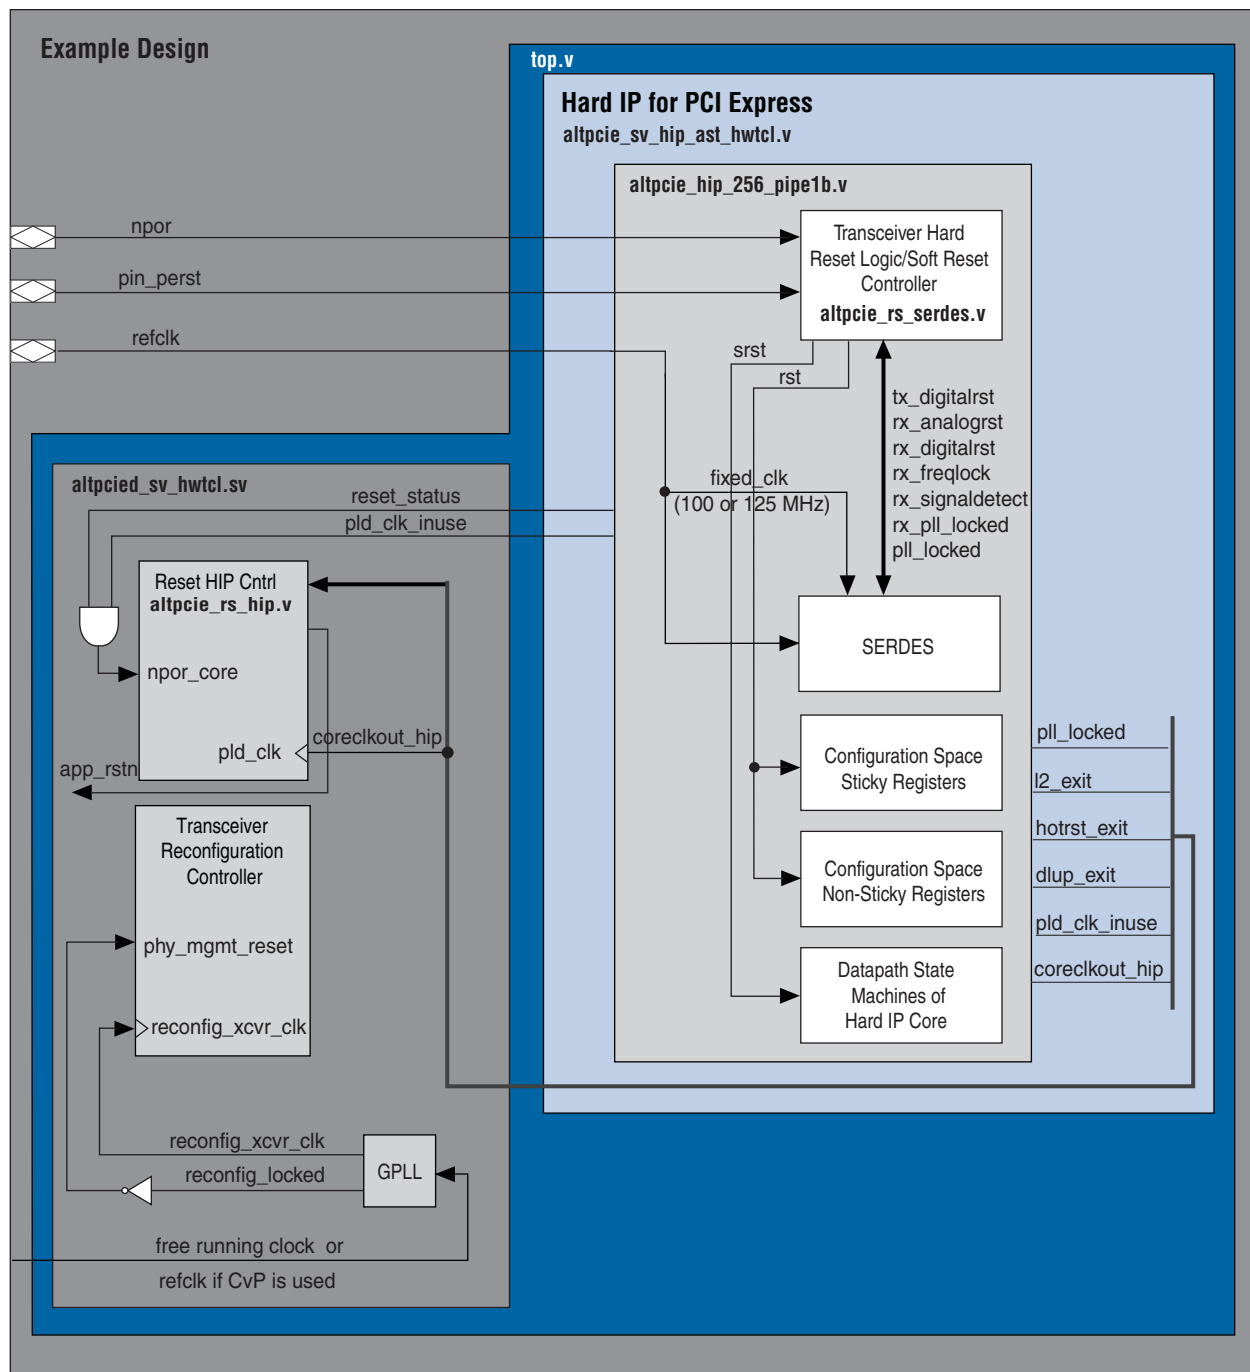 Example Design
top.v
Hard IP for PCI Express
altpcie_sv_hip_ast_hwtcl.v
altpcie_hip_256_pipe1b.v
npor
pin_perst
refclk
Transceiver Hard
Reset Logic/Soft Reset
Controller
altpcie_rs_serdes.v
srst
rst
tx_digitalrst
rx_analogrst
rx_digitalrst
rx_freqlock
rx_signaldetect
rx_pll_locked
pll_locked
fixed_clk
(100 or 125 MHz)
altpcied_sv_hwtcl.sv
reset_status
pld_clk_inuse
Reset HIP Cntrl
altpcie_rs_hip.v
npor_core
pld_clk
coreclkout_hip
app_rstn
SERDES
Configuration Space
Sticky Registers
Configuration Space
Non-Sticky Registers
Datapath State
Machines of
Hard IP Core
pll_locked
l2_exit
hotrst_exit
dlup_exit
pld_clk_inuse
coreclkout_hip
Transceiver
Reconfiguration
Controller
phy_mgmt_reset
reconfig_xcvr_clk
reconfig_xcvr_clk
reconfig_locked
GPLL
free running clock or
refclk if CvP is used